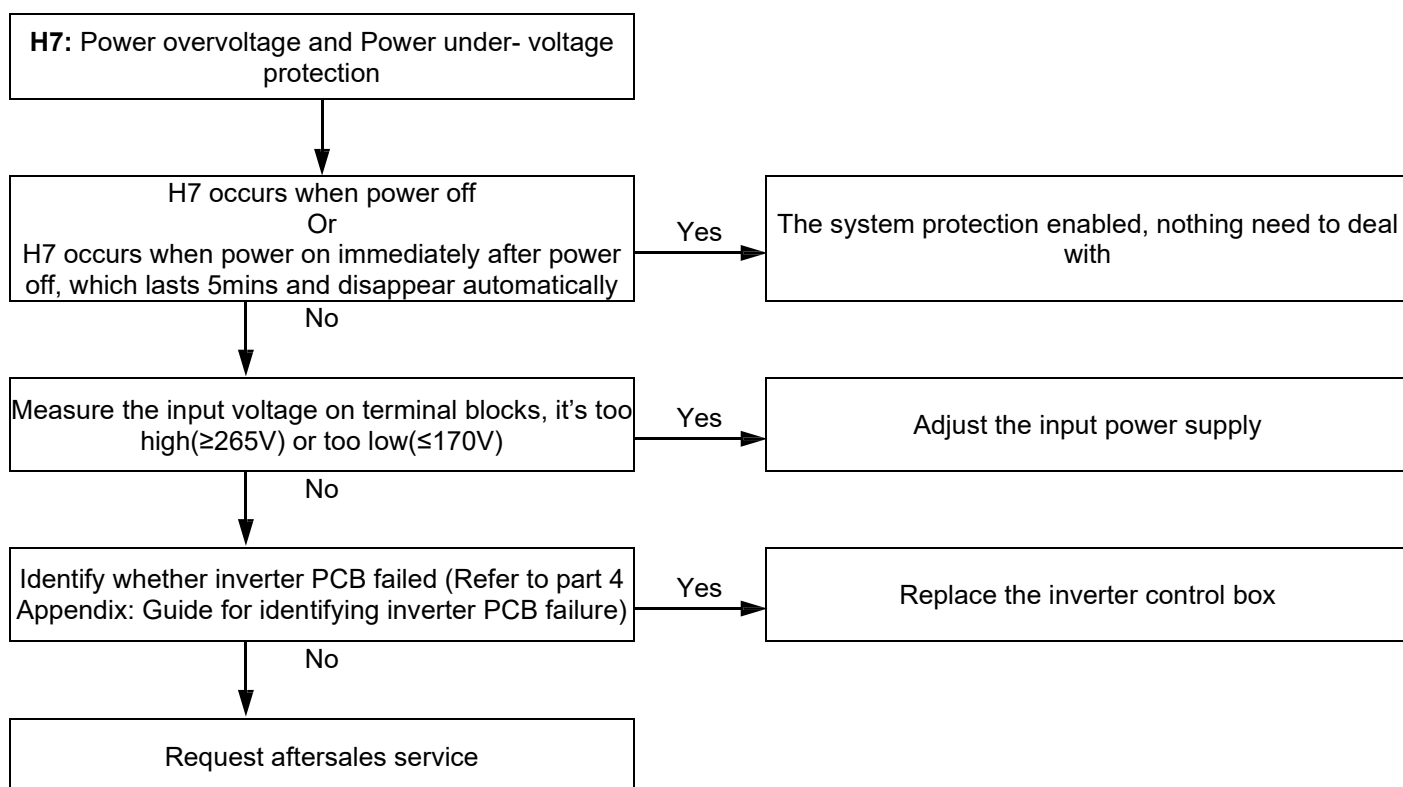 H7: Power overvoltage and Power under- voltage
protection
H7 occurs when power off
Or
H7 occurs when power on immediately after power
off, which lasts 5mins and disappear automatically
Yes
The system protection enabled, nothing need to deal
with
No
Measure the input voltage on terminal blocks, it’s too
high(≥265V) or too low(≤170V)
Yes
Adjust the input power supply
No
Identify whether inverter PCB failed (Refer to part 4
Appendix: Guide for identifying inverter PCB failure)
Yes
Replace the inverter control box
No
Request aftersales service